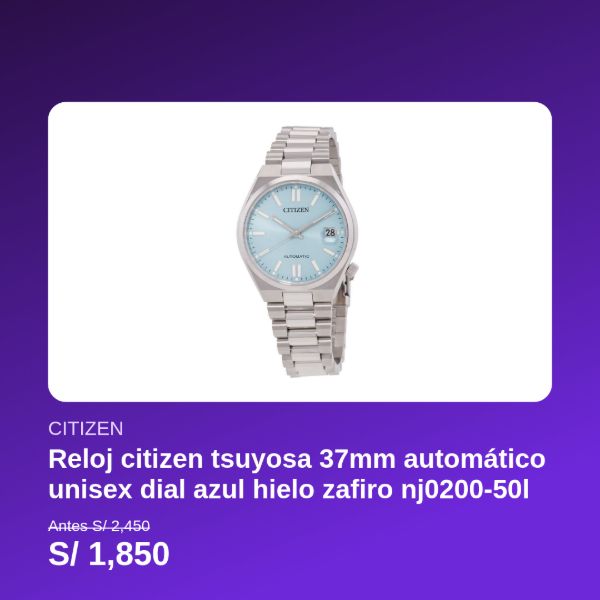 CITIZEN
28
AUTOMATIC
CITIZEN
Reloj citizen tsuyosa 37mm automático
unisex dial azul hielo zafiro nj0200-50l
Antes S/ 2,450
S/ 1,850